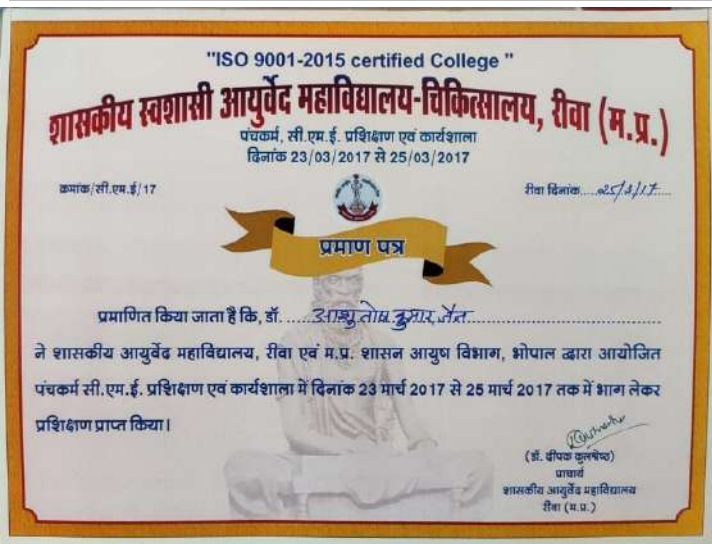 "ISO 9001-2015 certified College "
शासकीय स्वशासी आयुर्वेद महाविद्यालय-चिकित्सालय, रीवा (म.प्र.)
पंचकर्म, सी.एम.ई. प्रशिक्षण एवं कार्यशाला
दिनांक 23/03/2017 से 25/03/2017
क्रमांक/सी.एम.ई/17
रीवा दिनांक.....25/3/17.....
प्रमाण पत्र
प्रमाणित किया जाता है कि, डॉ. ....आशुतोष कुमार जैन....
ने शासकीय आयुर्वेद महाविद्यालय, रीवा एवं म.प्र. शासन आयुष विभाग, भोपाल द्वारा आयोजित
पंचकर्म सी.एम.ई. प्रशिक्षण एवं कार्यशाला में दिनांक 23 मार्च 2017 से 25 मार्च 2017 तक में भाग लेकर
प्रशिक्षण प्राप्त किया।
(डॉ. दीपक कुलश्रेष्ठ)
प्राचार्य
शासकीय आयुर्वेद महाविद्यालय
रीवा (म.प्र.)